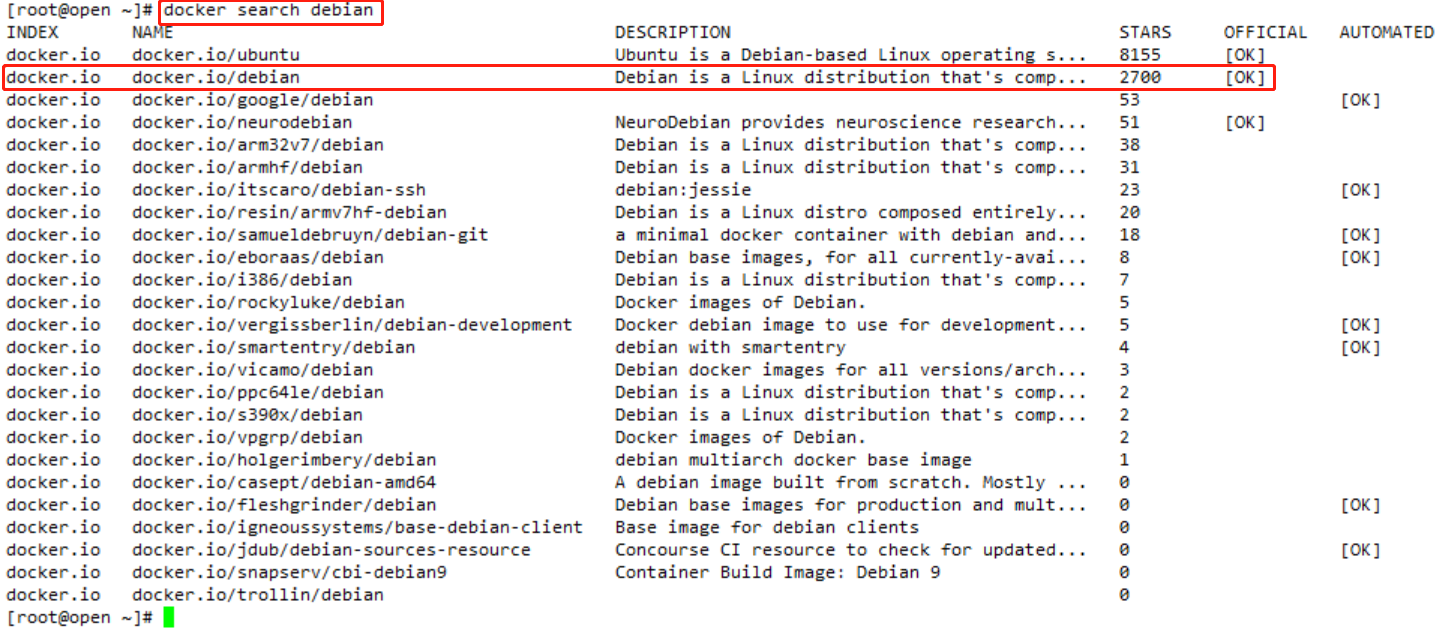 [root@open ~]# docker search debian
INDEX NAME DESCRIPTION STARS OFFICIAL AUTOMATED
docker.io docker.io/ubuntu Ubuntu is a Debian-based Linux operating s... 8155 [OK]
docker.io docker.io/debian Debian is a Linux distribution that's comp... 2700 [OK]
docker.io docker.io/google/debian 53 [OK]
docker.io docker.io/neurodebian NeuroDebian provides neuroscience research... 51 [OK]
docker.io docker.io/arm32v7/debian Debian is a Linux distribution that's comp... 38
docker.io docker.io/armhf/debian Debian is a Linux distribution that's comp... 31
docker.io docker.io/itscaro/debian-ssh debian:jessie 23 [OK]
docker.io docker.io/resin/armv7hf-debian Debian is a Linux distro composed entirely... 20
docker.io docker.io/samueldebruyn/debian-git a minimal docker container with debian and... 18 [OK]
docker.io docker.io/eboraas/debian Debian base images, for all currently-avai... 8 [OK]
docker.io docker.io/i386/debian Debian is a Linux distribution that's comp... 7
docker.io docker.io/rockyluke/debian Docker images of Debian. 5
docker.io docker.io/vergissberlin/debian-development Docker debian image to use for development... 5 [OK]
docker.io docker.io/smartentry/debian debian with smartentry 4 [OK]
docker.io docker.io/vicamo/debian Debian docker images for all versions/arch... 3
docker.io docker.io/ppc64le/debian Debian is a Linux distribution that's comp... 2
docker.io docker.io/s390x/debian Debian is a Linux distribution that's comp... 2
docker.io docker.io/vpgrp/debian Docker images of Debian. 2
docker.io docker.io/holgerimbery/debian debian multiarch docker base image 1
docker.io docker.io/casept/debian-amd64 A debian image built from scratch. Mostly ... 0
docker.io docker.io/fleshgrinder/debian Debian base images for production and mult... 0 [OK]
docker.io docker.io/igneoussystems/base-debian-client Base image for debian clients 0
docker.io docker.io/jdub/debian-sources-resource Concourse CI resource to check for updated... 0 [OK]
docker.io docker.io/snapserv/cbi-debian9 Container Build Image: Debian 9 0
docker.io docker.io/trollin/debian 0
[root@open ~]#